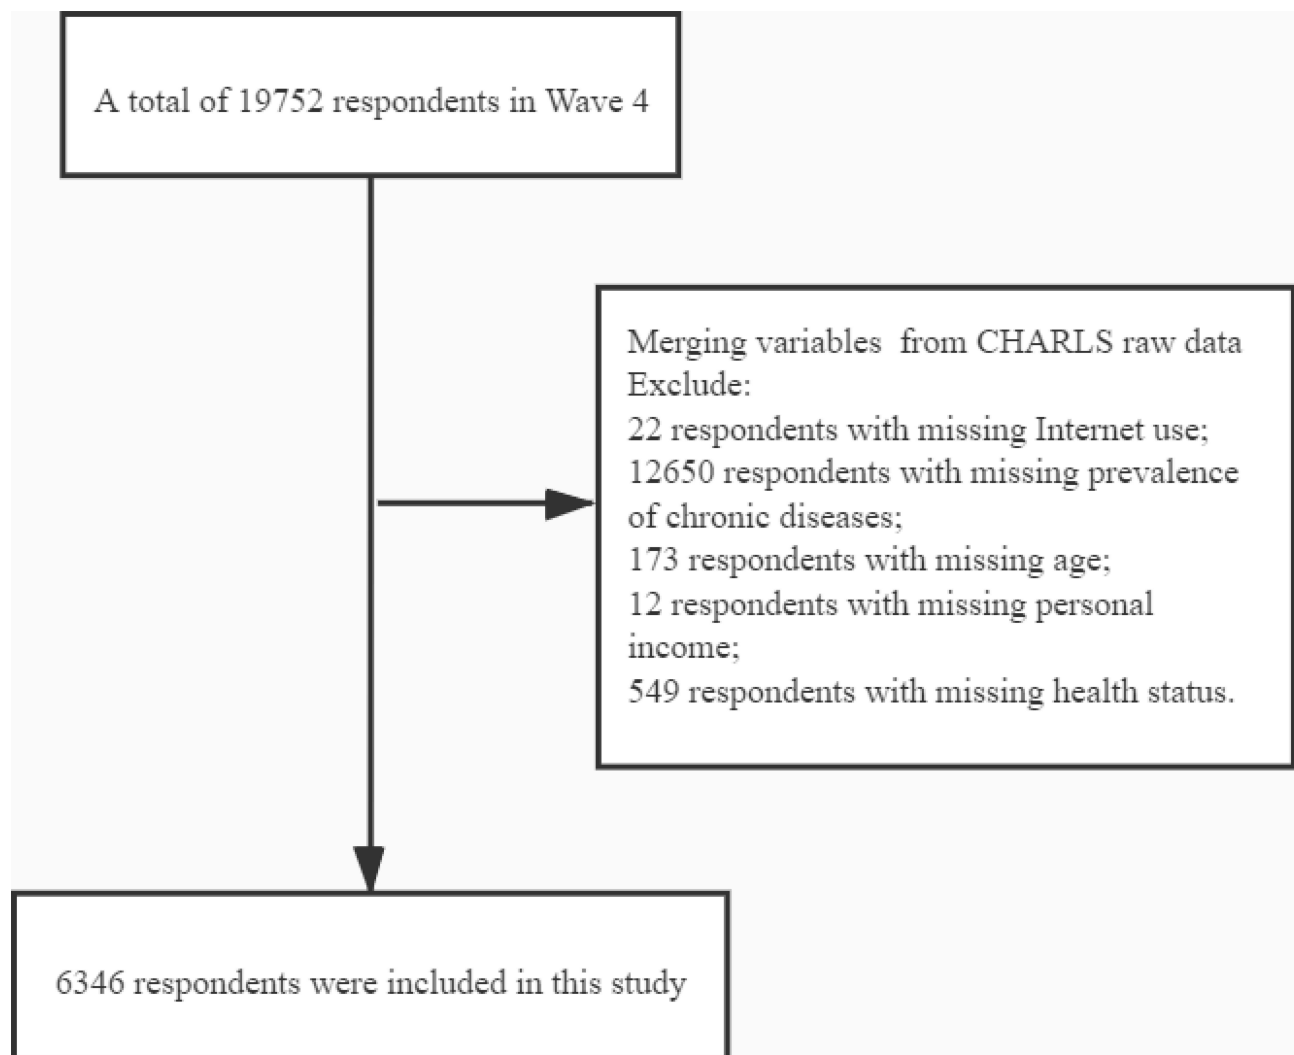 A total of 19752 respondents in Wave 4
Merging variables  from CHARLS raw data
Exclude:
22 respondents with missing Internet use;
12650 respondents with missing prevalence
of chronic diseases;
173 respondents with missing age;
12 respondents with missing personal
income;
549 respondents with missing health status.
6346 respondents were included in this study